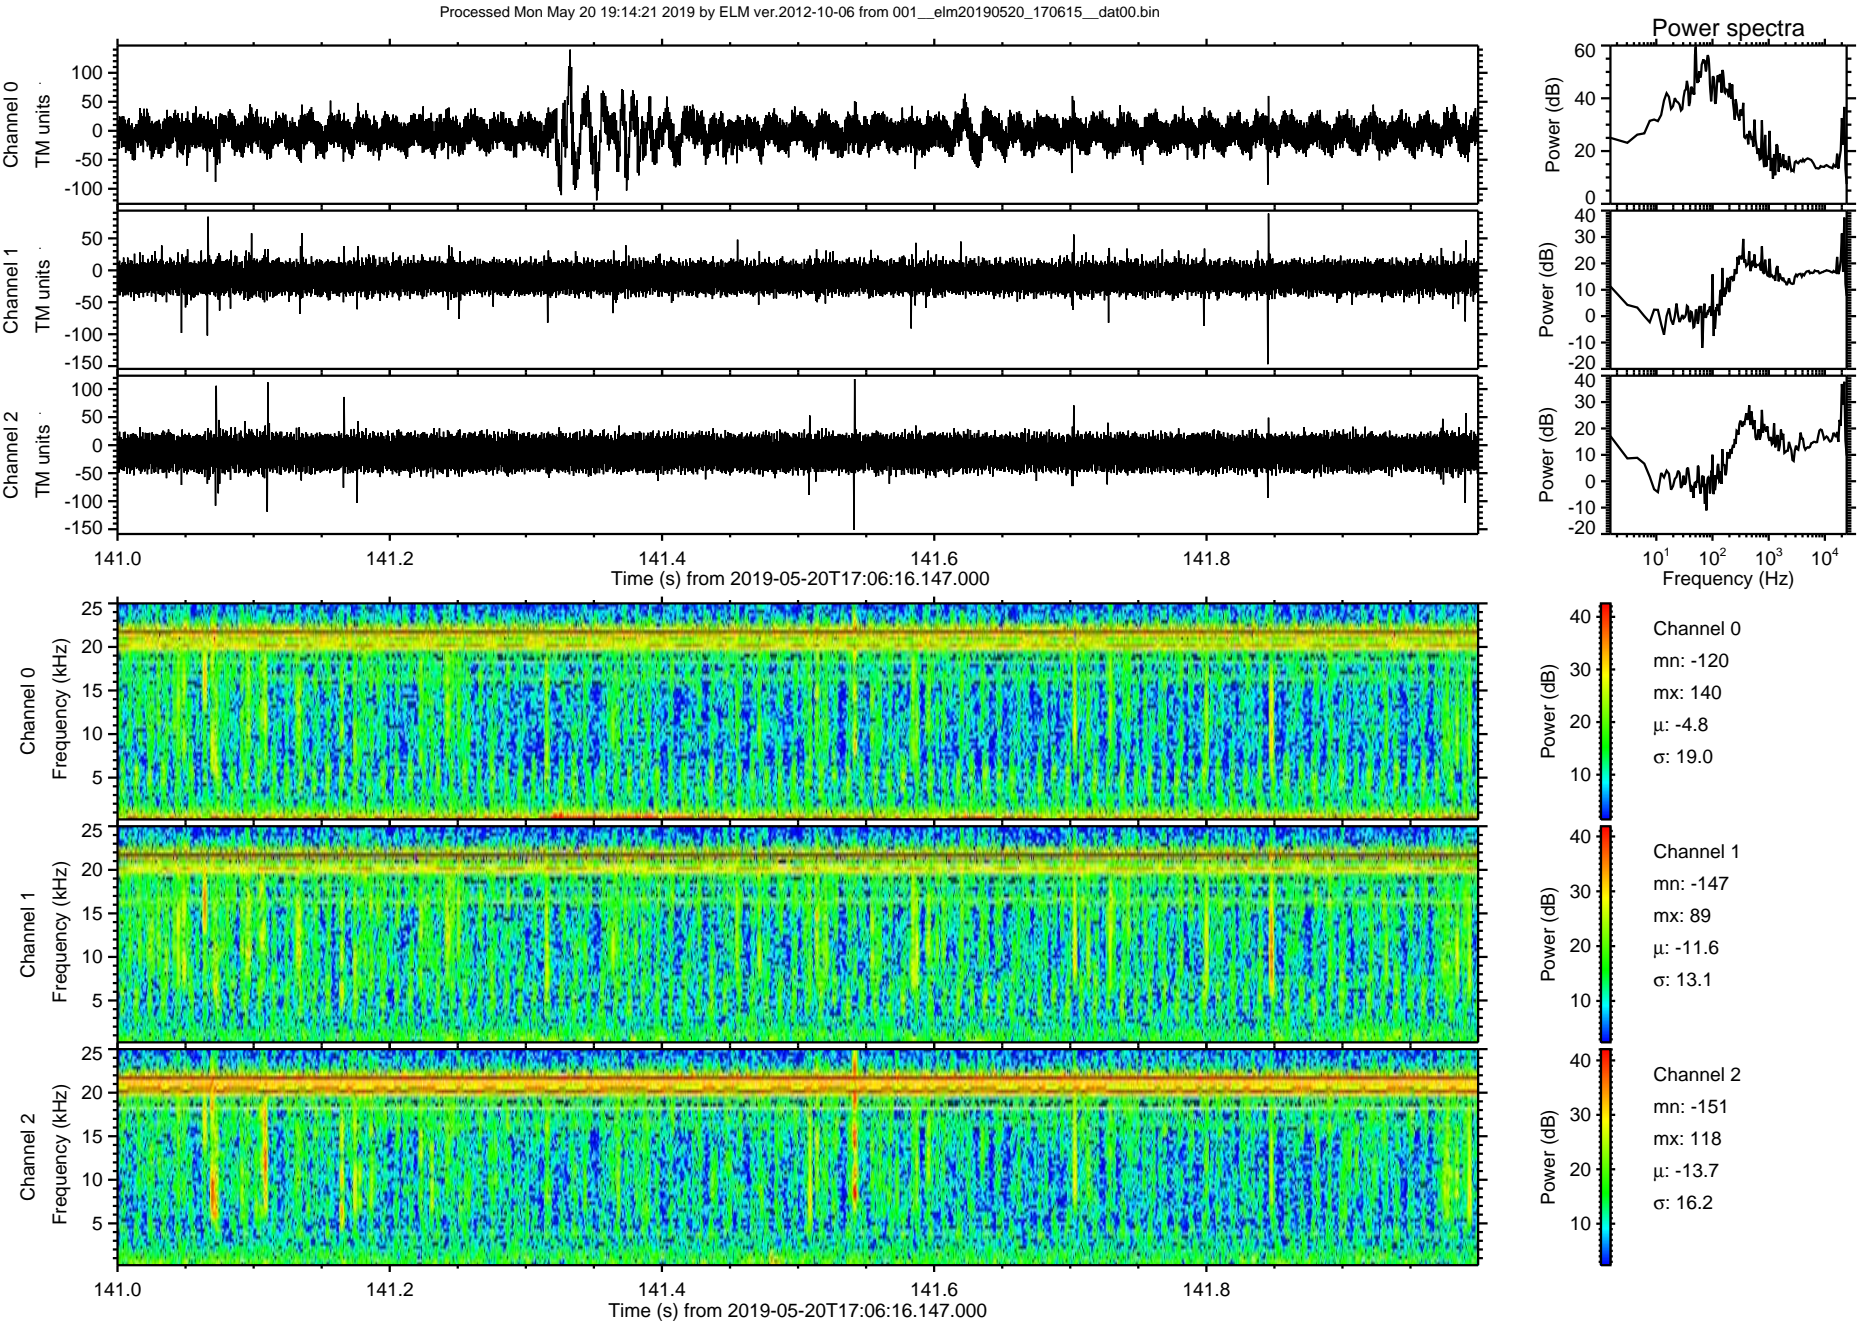 Processed Mon May 20 19:14:21 2019 by ELM ver.2012-10-06 from 001__elm20190520_170615__dat00.bin
Power spectra
Channel 0
TM units
100
50
0
-50
-100
Power (dB)
60
40
20
0
Channel 1
TM units
50
0
-50
-100
-150
Power (dB)
40
30
20
10
0
-10
-20
Channel 2
TM units
100
50
0
-50
-100
-150
Power (dB)
40
30
20
10
0
-10
-20
141.0 141.2 141.4 141.6 141.8
Time (s) from 2019-05-20T17:06:16.147.000
10¹ 10² 10³ 10⁴
Frequency (Hz)
Channel 0
Frequency (kHz)
25
20
15
10
5
Power (dB)
40
30
20
10
Channel 0
mn: -120
mx: 140
µ: -4.8
σ: 19.0
Channel 1
Frequency (kHz)
25
20
15
10
5
Power (dB)
40
30
20
10
Channel 1
mn: -147
mx: 89
µ: -11.6
σ: 13.1
Channel 2
Frequency (kHz)
25
20
15
10
5
Power (dB)
40
30
20
10
Channel 2
mn: -151
mx: 118
µ: -13.7
σ: 16.2
141.0 141.2 141.4 141.6 141.8
Time (s) from 2019-05-20T17:06:16.147.000